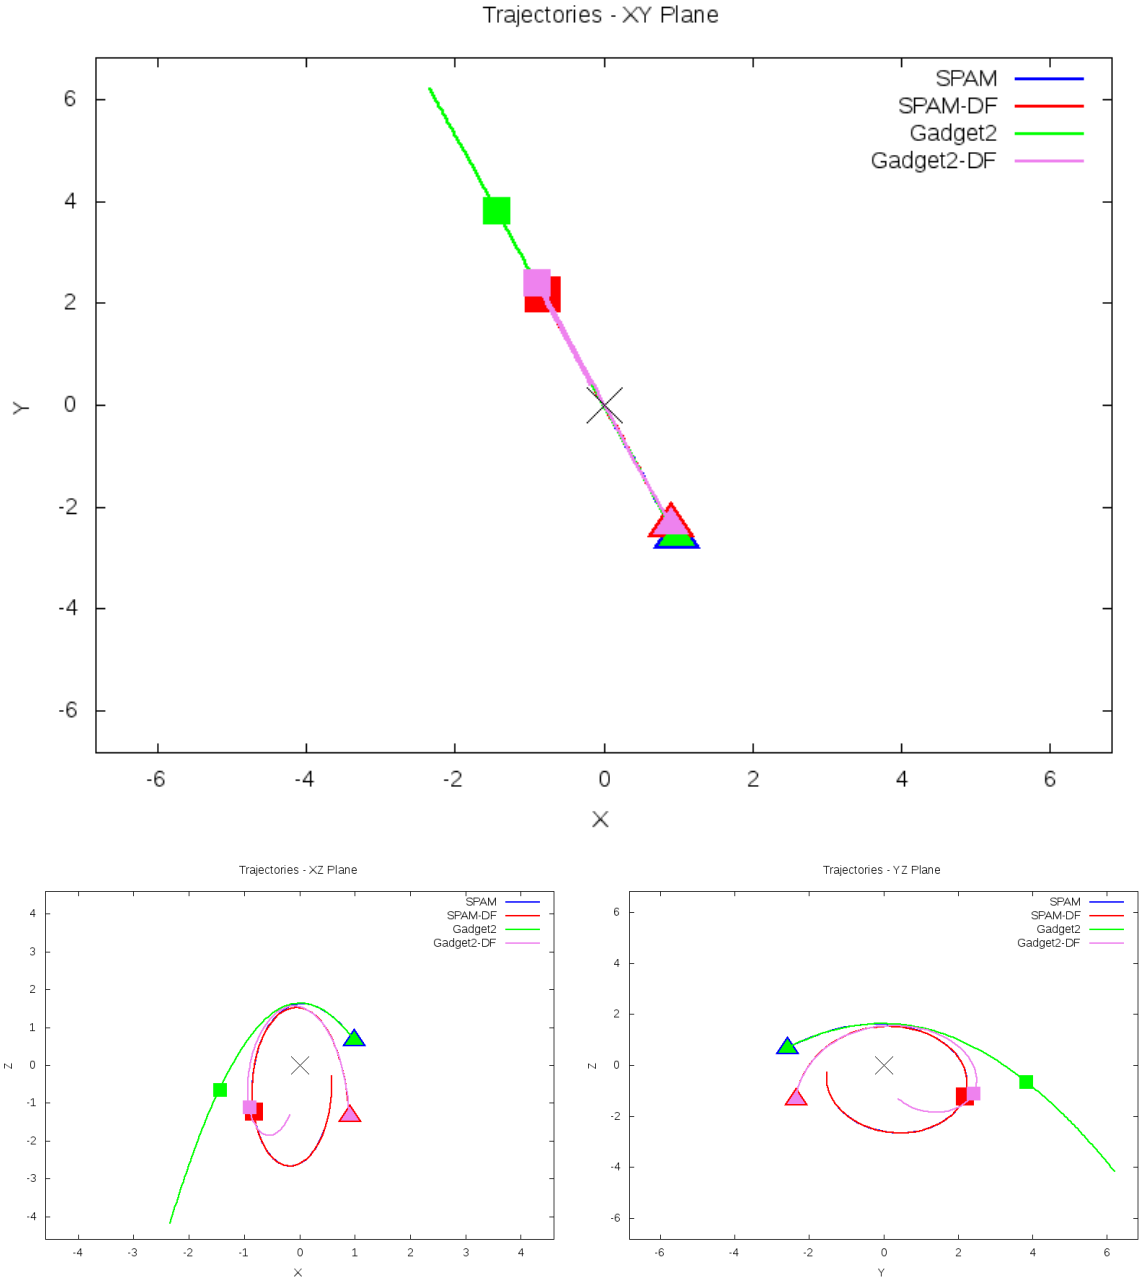 Trajectories - XY Plane
SPAM
SPAM-DF
Gadget2
Gadget2-DF
6
4
2
0
-2
-4
-6
Y
-6 -4 -2 0 2 4 6
X
Trajectories - XZ Plane
SPAM
SPAM-DF
Gadget2
Gadget2-DF
4
3
2
1
0
-1
-2
-3
-4
Z
-4 -3 -2 -1 0 1 2 3 4
X
Trajectories - YZ Plane
SPAM
SPAM-DF
Gadget2
Gadget2-DF
6
4
2
0
-2
-4
-6
Z
-6 -4 -2 0 2 4 6
Y